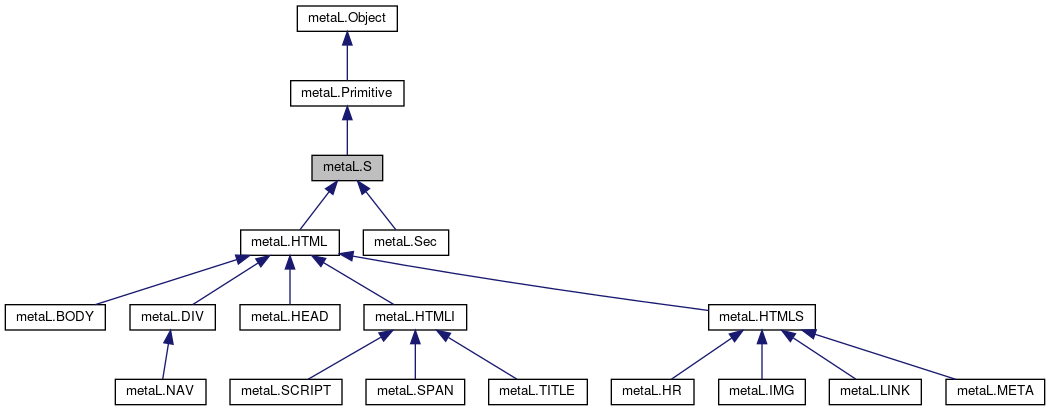 metaL.Object
metaL.Primitive
metaL.S
metaL.HTML
metaL.Sec
metaL.BODY
metaL.DIV
metaL.HEAD
metaL.HTMLI
metaL.HTMLS
metaL.NAV
metaL.SCRIPT
metaL.SPAN
metaL.TITLE
metaL.HR
metaL.IMG
metaL.LINK
metaL.META